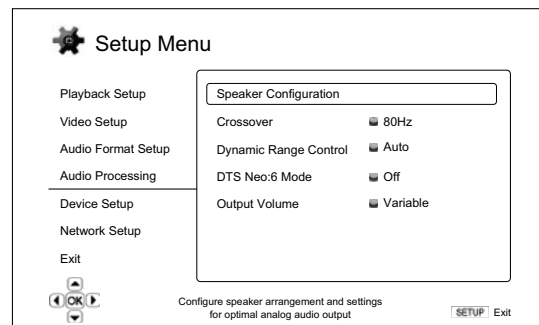 Setup Menu
Playback Setup
Video Setup
Audio Format Setup
Audio Processing
Device Setup
Network Setup
Exit
Speaker Configuration
Crossover 80Hz
Dynamic Range Control Auto
DTS Neo:6 Mode Off
Output Volume Variable
OK
Configure speaker arrangement and settings
for optimal analog audio output
SETUP Exit